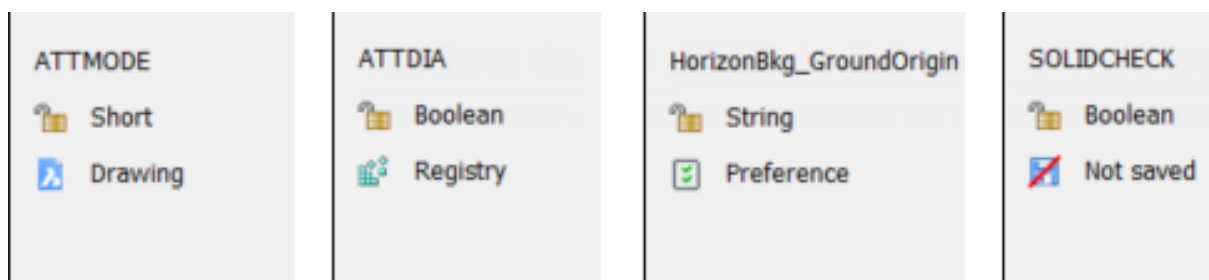 ATTMODE
Short
Drawing
ATTDIA
Boolean
Registry
HorizonBkg_GroundOrigin
String
Preference
SOLIDCHECK
Boolean
Not saved